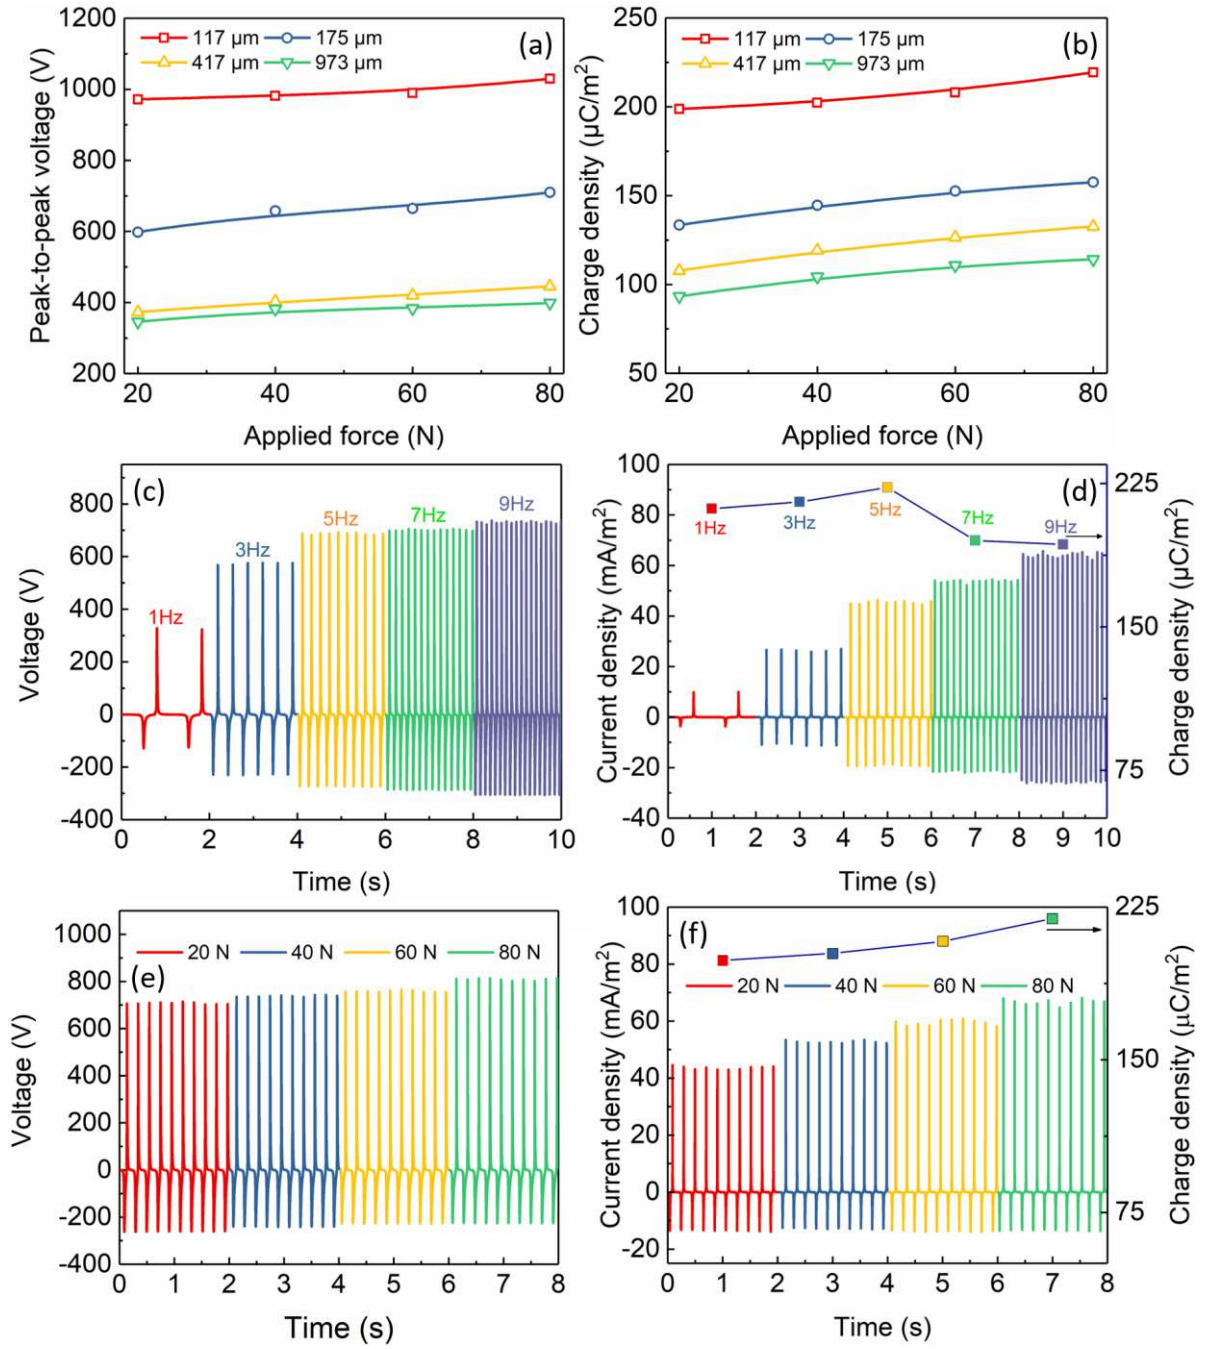 1200
1000
800
600
400
200
Peak-to-peak voltage (V)
117 μm
175 μm
417 μm
973 μm
(a)
20
40
60
80
Applied force (N)
250
200
150
100
50
Charge density (μC/m²)
117 μm
175 μm
417 μm
973 μm
(b)
20
40
60
80
Applied force (N)
800
600
400
200
0
-200
-400
Voltage (V)
(c)
1Hz
3Hz
5Hz
7Hz
9Hz
0
2
4
6
8
10
Time (s)
100
80
60
40
20
0
-20
-40
Current density (mA/m²)
(d)
1Hz
3Hz
5Hz
7Hz
9Hz
225
150
75
Charge density (μC/m²)
0
1
2
3
4
5
6
7
8
9
10
Time (s)
1000
800
600
400
200
0
-200
-400
Voltage (V)
20 N
40 N
60 N
80 N
(e)
0
1
2
3
4
5
6
7
8
Time (s)
100
80
60
40
20
0
-20
Current density (mA/m²)
(f)
20 N
40 N
60 N
80 N
225
150
75
Charge density (μC/m²)
0
1
2
3
4
5
6
7
8
Time (s)